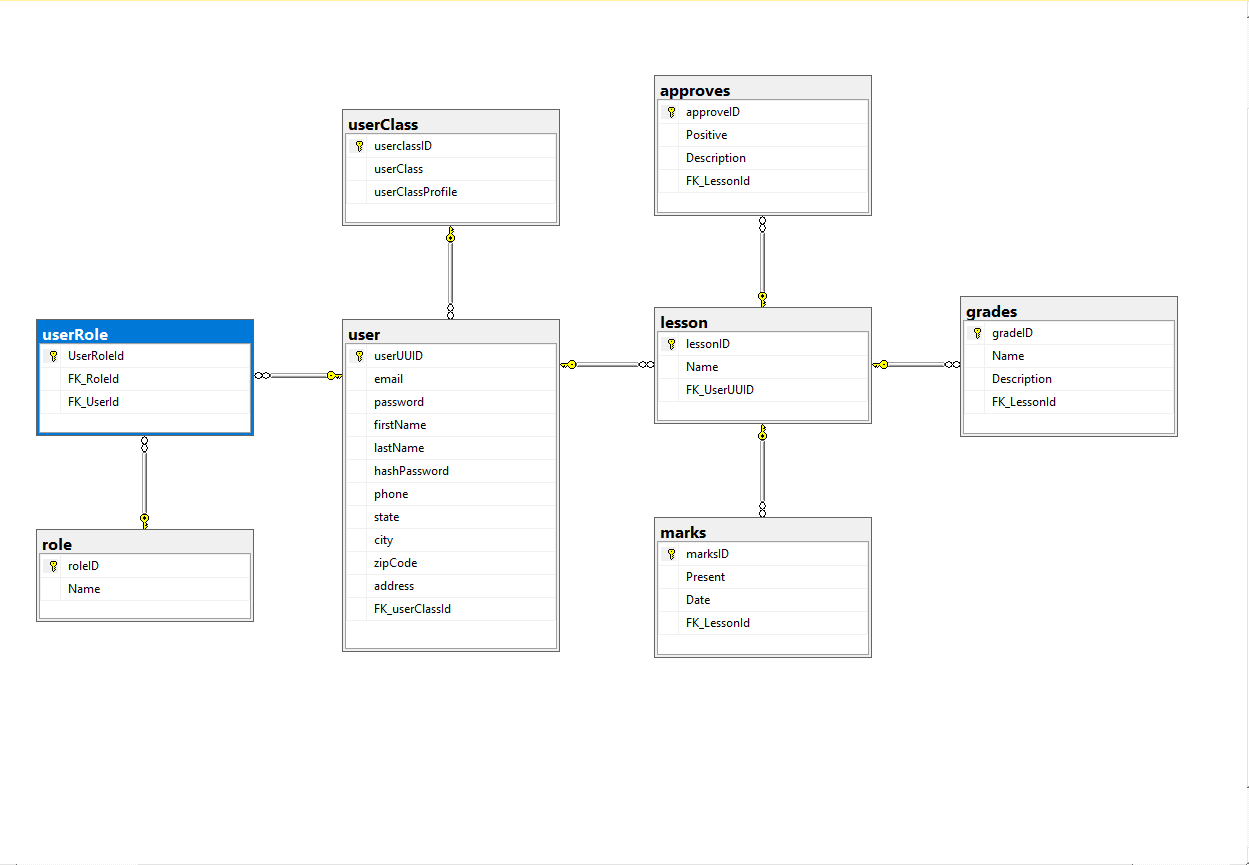 approves
approveID
Positive
Description
FK_LessonId
userClass
userclassID
userClass
userClassProfile
userRole
UserRoleId
FK_RoleId
FK_UserId
user
userUUID
email
password
firstName
lastName
hashPassword
phone
state
city
zipCode
address
FK_userClassId
lesson
lessonID
Name
FK_UserUUID
grades
gradeID
Name
Description
FK_LessonId
role
roleID
Name
marks
marksID
Present
Date
FK_LessonId